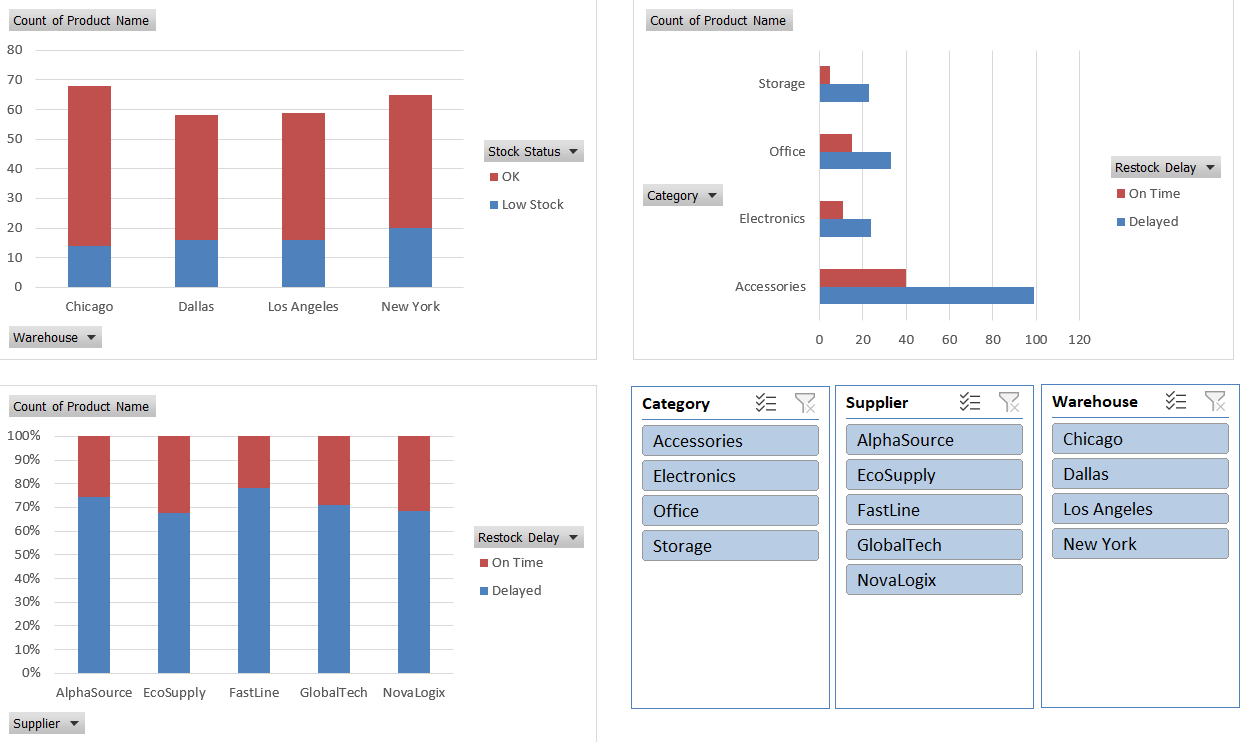 Count of Product Name
80
70
60
50
40
30
20
10
0
Chicago Dallas Los Angeles New York
Stock Status
OK
Low Stock
Warehouse
Count of Product Name
Storage
Office
Electronics
Accessories
0 20 40 60 80 100 120
Category
Restock Delay
On Time
Delayed
Count of Product Name
100%
90%
80%
70%
60%
50%
40%
30%
20%
10%
0%
AlphaSource EcoSupply FastLine GlobalTech NovaLogix
Restock Delay
On Time
Delayed
Supplier
Category
Accessories
Electronics
Office
Storage
Supplier
AlphaSource
EcoSupply
FastLine
GlobalTech
NovaLogix
Warehouse
Chicago
Dallas
Los Angeles
New York